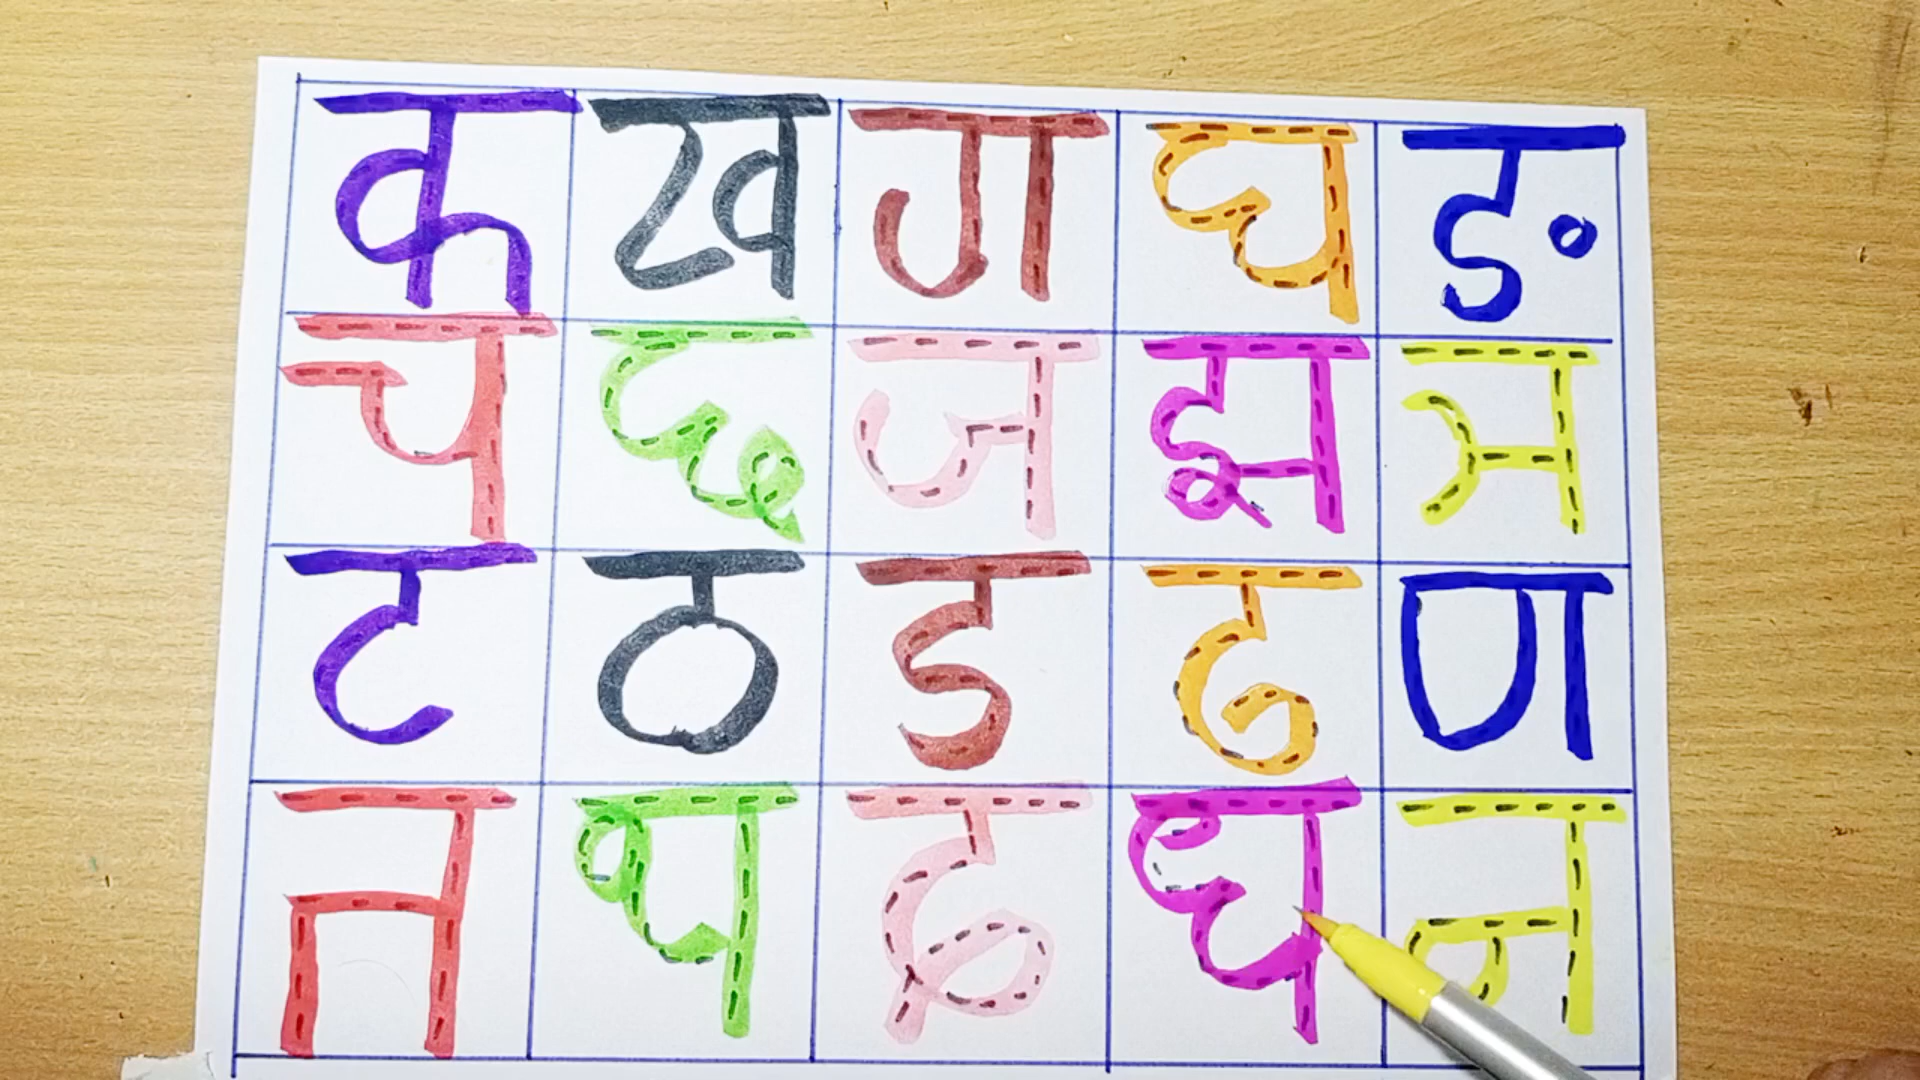 क ख ग घ ङ
च छ ज झ ञ
ट ठ ड ढ ण
त थ द ध न